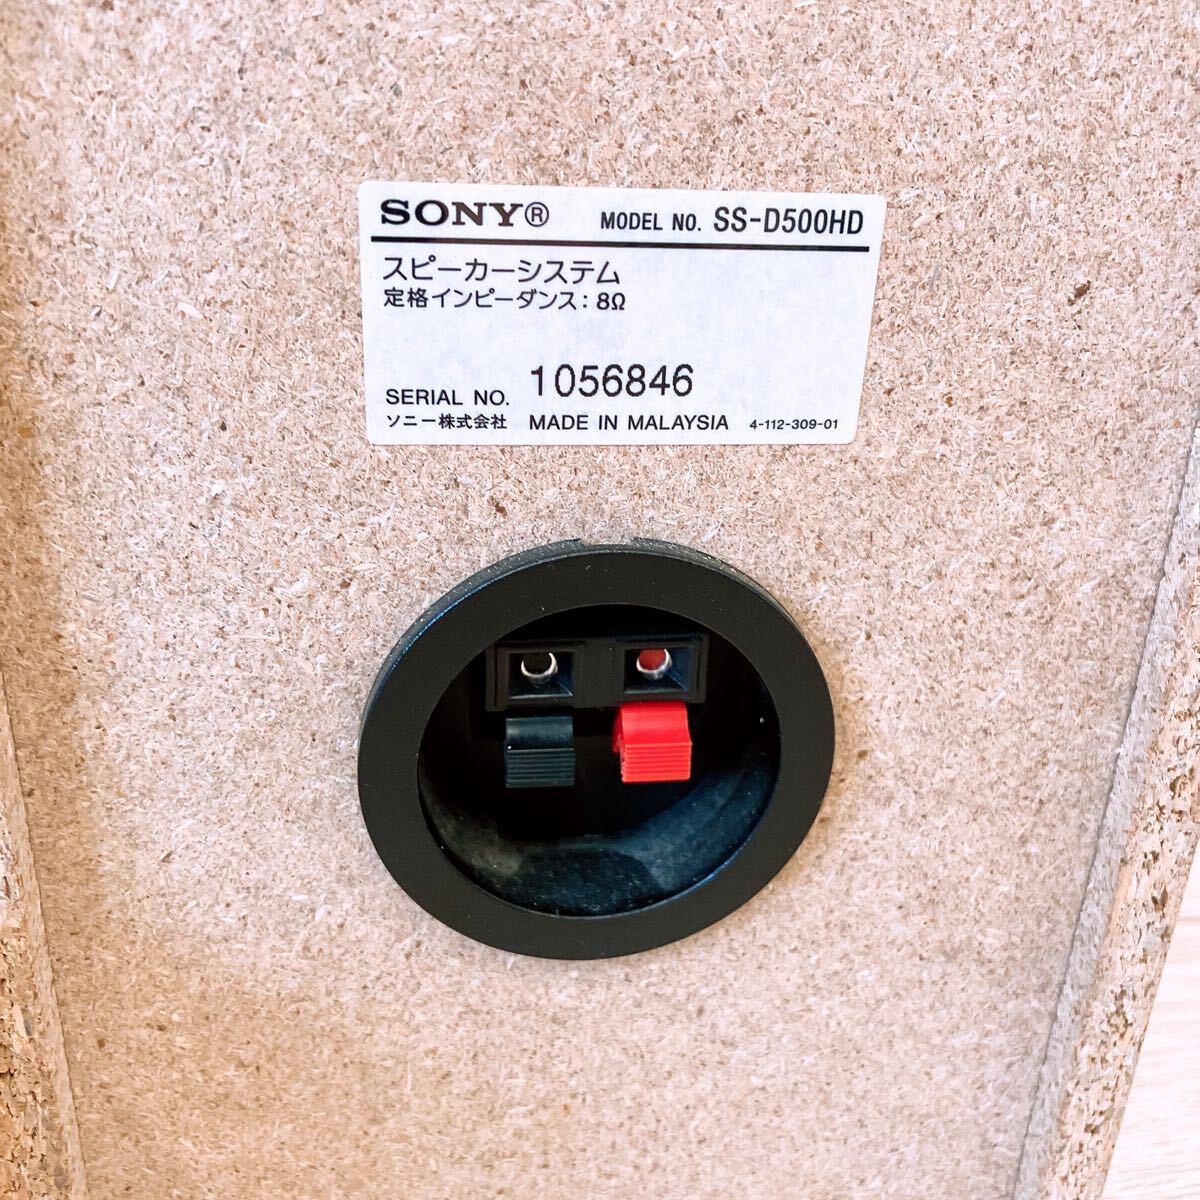 SONY® MODEL NO. SS-D500HD
スピーカーシステム
定格インピーダンス: 8Ω
SERIAL NO. 1056846
ソニー株式会社 MADE IN MALAYSIA 4-112-309-01